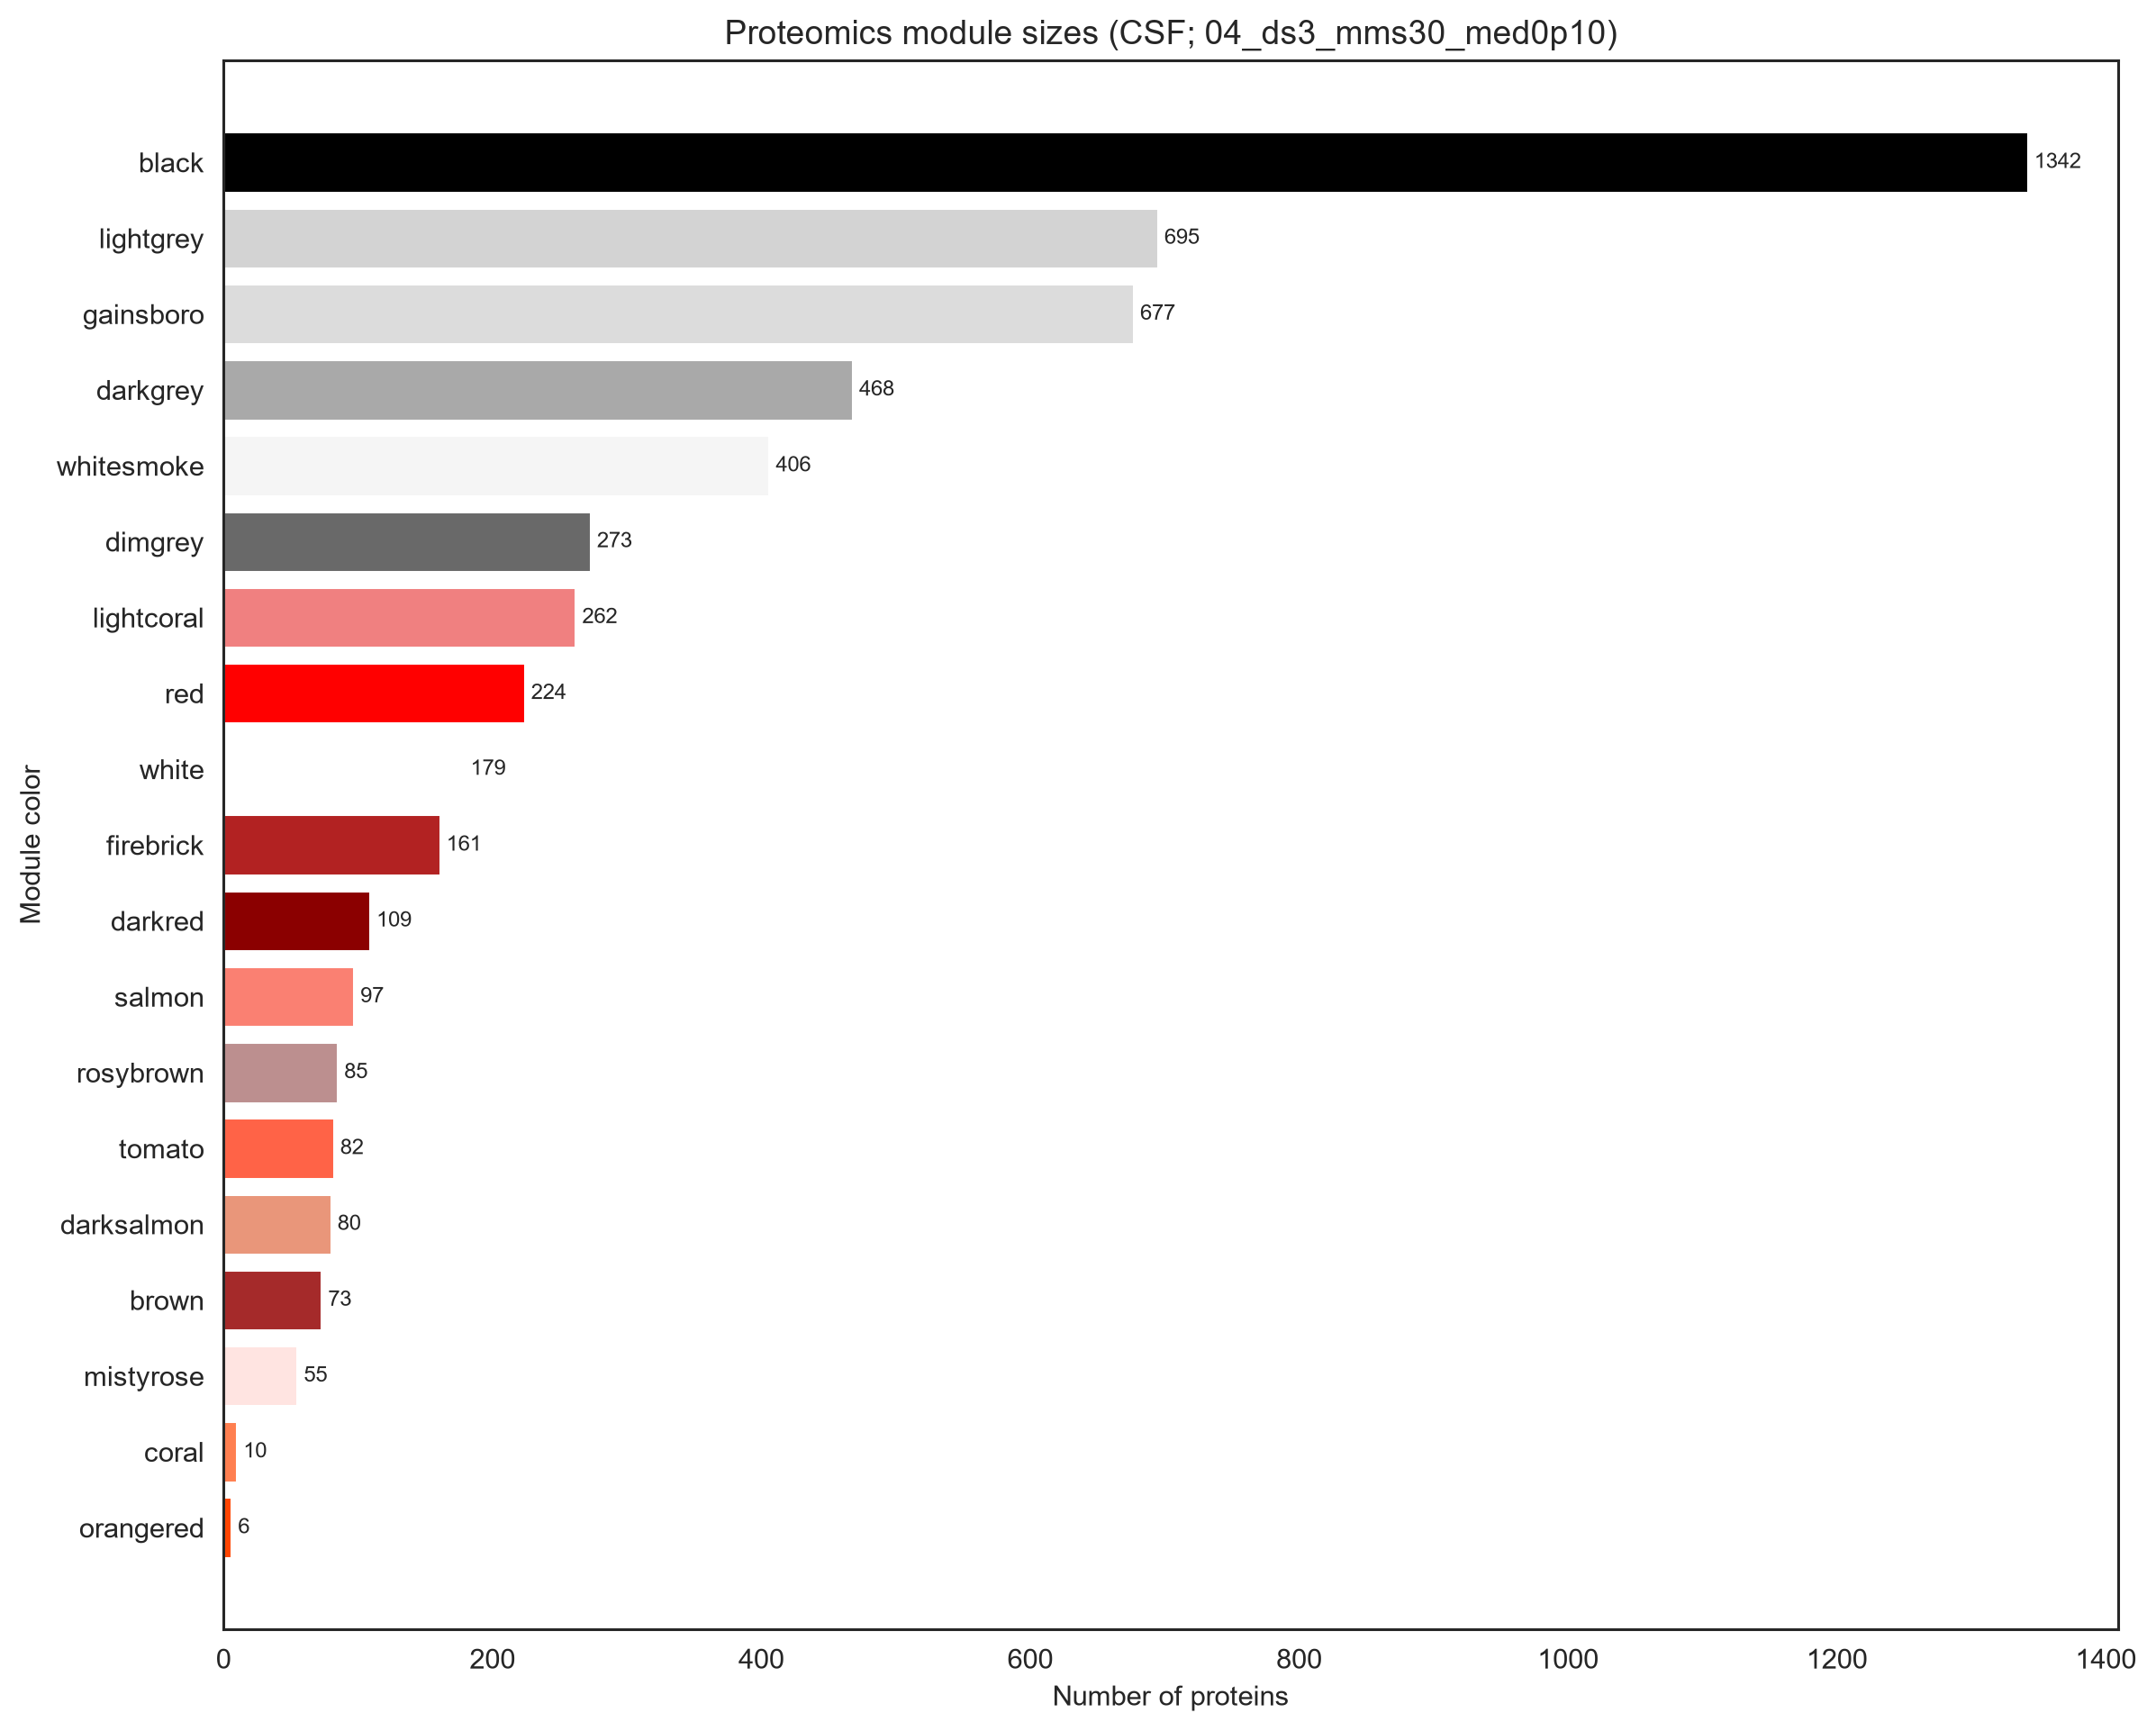 Proteomics module sizes (CSF; 04_ds3_mms30_med0p10)
black 1342
lightgrey 695
gainsboro 677
darkgrey 468
whitesmoke 406
dimgrey 273
lightcoral 262
red 224
white 179
firebrick 161
darkred 109
salmon 97
rosybrown 85
tomato 82
darksalmon 80
brown 73
mistyrose 55
coral 10
orangered 6
Module color
0 200 400 600 800 1000 1200 1400
Number of proteins